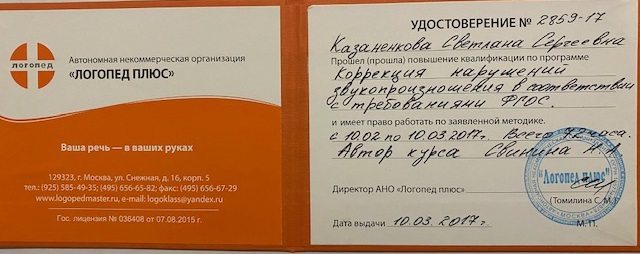 логопед
Автономная некоммерческая организация
«ЛОГОПЕД ПЛЮС»
Ваша речь — в ваших руках
129323, г. Москва, ул. Снежная, д. 16, корп. 5
тел.: (925) 585-49-35; (495) 656-65-82; факс: (495) 656-67-29
www.logopedmaster.ru, e-mail: logoklass@yandex.ru
Гос. лицензия № 036408 от 07.08.2015 г.
УДОСТОВЕРЕНИЕ № 2859-17
Казаненкова Светлана Сергеевна
Прошел (прошла) повышение квалификации по программе
Коррекция нарушений
звукопроизношения в соответствии
с требованиями ФГОС.
и имеет право работать по заявленной методике.
с 10.02 по 10.03.2017г. Всего 72 часа.
Автор курса Свинина Н.
"Логопед плюс"
Директор АНО «Логопед плюс»
(Томилина С. М.)
Дата выдачи 10.03.2017г.
М.П.